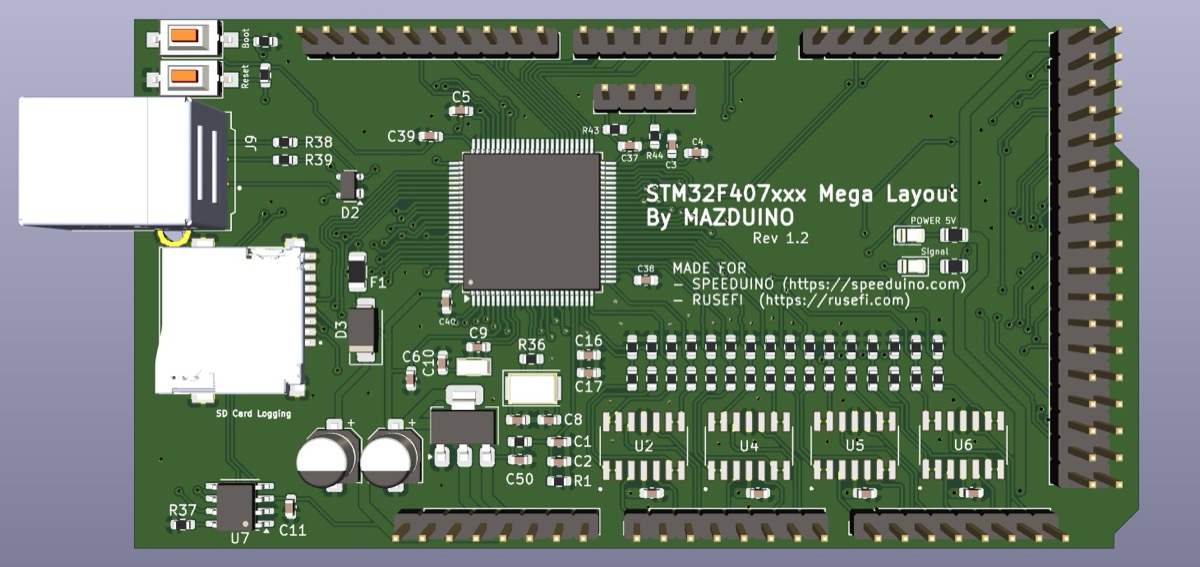 Boot
Reset
C5
J9
R38
R39
C39
R43
C37
R44
C3
C4
D2
STM32F407xxx Mega Layout
By MAZDUINO
Rev 1.2
POWER 5V
Signal
F1
C38
MADE FOR
- SPEEDUINO (https://speeduino.com)
- RUSEFI (https://rusefi.com)
C40
D3
C9
C6
C10
R36
C16
C17
SD Card Logging
+
+
C8
C1
C2
C50
R1
U2
U4
U5
U6
R37
U7
C11